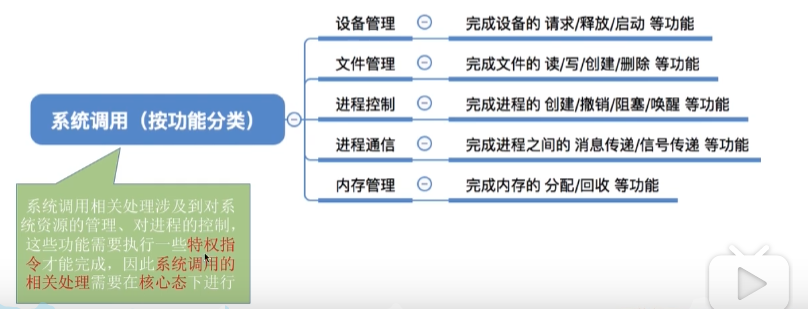 设备管理 完成设备的 请求/释放/启动 等功能
文件管理 完成文件的 读/写/创建/删除 等功能
系统调用（按功能分类）
进程控制 完成进程的 创建/撤销/阻塞/唤醒 等功能
进程通信 完成进程之间的 消息传递/信号传递 等功能
内存管理 完成内存的 分配/回收 等功能
系统调用相关处理涉及到对系
统资源的管理、对进程的控制，
这些功能需要执行一些特权指
令才能完成，因此系统调用的
相关处理需要在核心态下进行